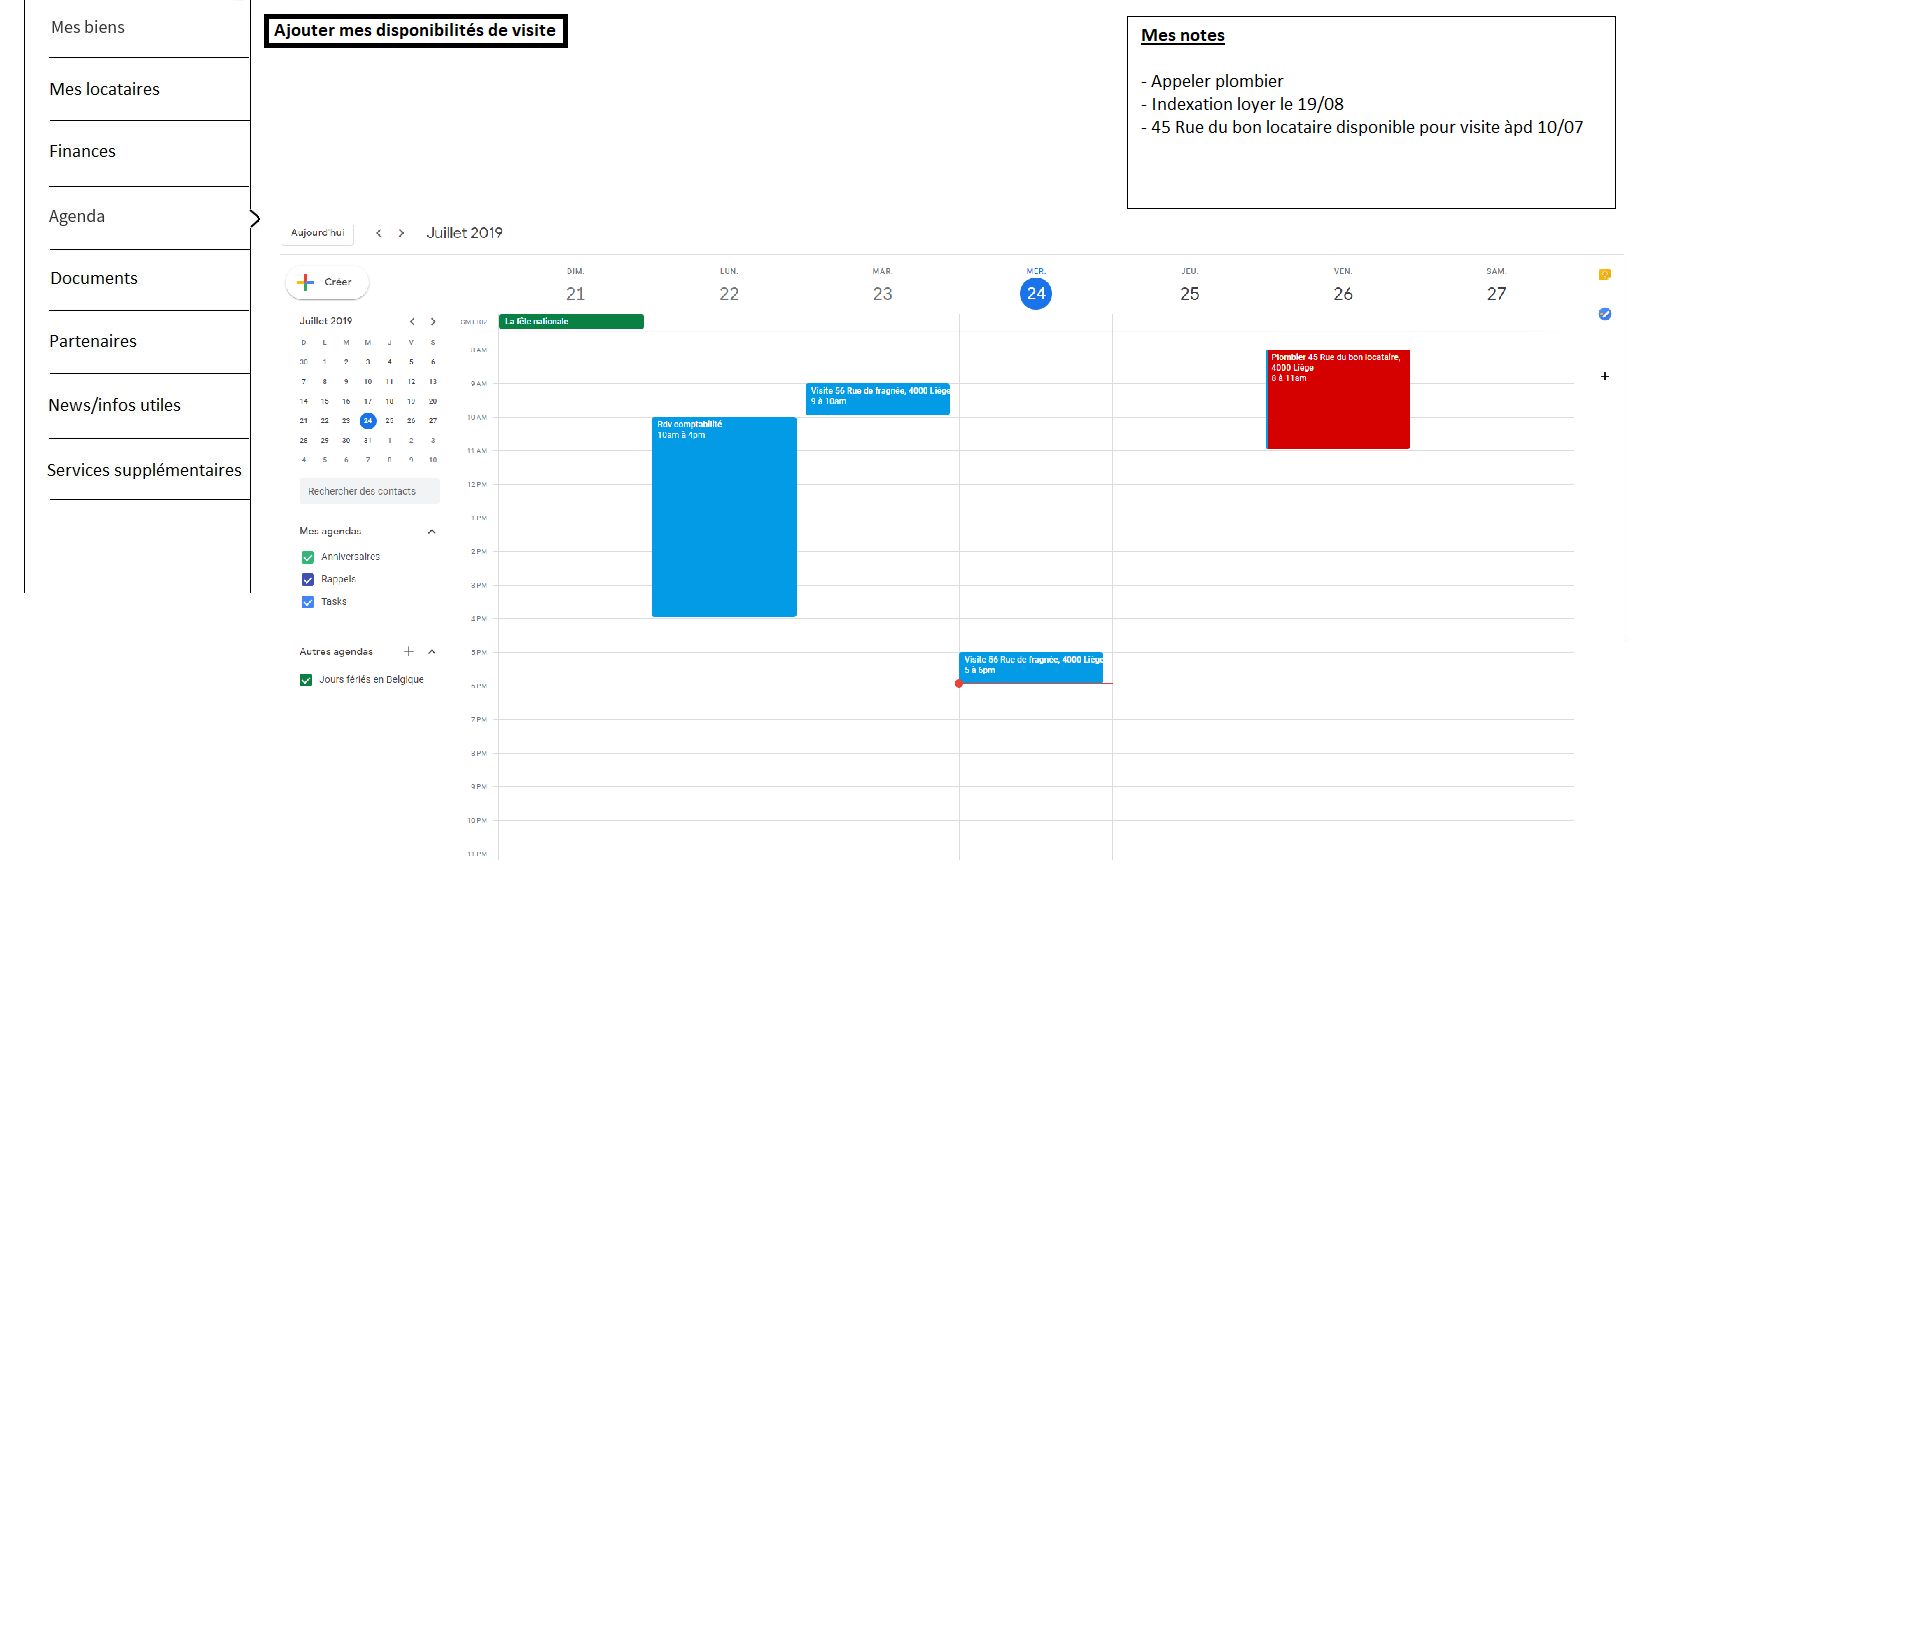 Mes biens
Mes locataires
Finances
Agenda
Documents
Partenaires
News/infos utiles
Services supplémentaires
Ajouter mes disponibilités de visite
Mes notes
- Appeler plombier
- Indexation loyer le 19/08
- 45 Rue du bon locataire disponible pour visite àpd 10/07
Aujourd'hui
Juillet 2019
Créer
Juillet 2019
D L M M J V S
30 1 2 3 4 5 6
7 8 9 10 11 12 13
14 15 16 17 18 19 20
21 22 23 24 25 26 27
28 29 30 31 1 2 3
4 5 6 7 8 9 10
Rechercher des contacts
Mes agendas
Anniversaires
Rappels
Tasks
Autres agendas
Jours fériés en Belgique
DIM. LUN. MAR. MER. JEU. VEN. SAM.
21 22 23 24 25 26 27
GMT+02
La fête nationale
8 AM
9 AM
10 AM
11 AM
12 PM
1 PM
2 PM
3 PM
4 PM
5 PM
6 PM
7 PM
8 PM
9 PM
10 PM
11 PM
Rdv comptabilité
10am à 4pm
Visite 56 Rue de fragnée, 4000 Liège
9 à 10am
Visite 56 Rue de fragnée, 4000 Liège
5 à 6pm
Plombier 45 Rue du bon locataire,
4000 Liège
8 à 11am